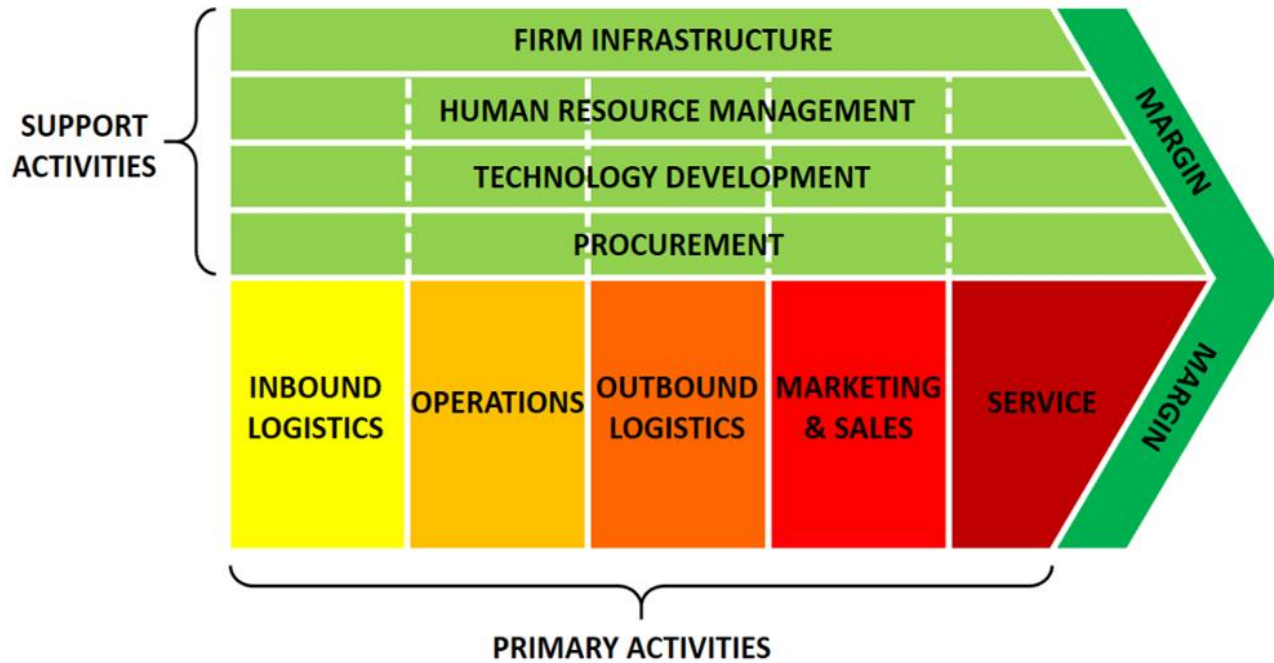 FIRM INFRASTRUCTURE
HUMAN RESOURCE MANAGEMENT
SUPPORT
ACTIVITIES
TECHNOLOGY DEVELOPMENT
PROCUREMENT
MARGIN
INBOUND
LOGISTICS
OPERATIONS
OUTBOUND
LOGISTICS
MARKETING
& SALES
SERVICE
MARGIN
PRIMARY ACTIVITIES